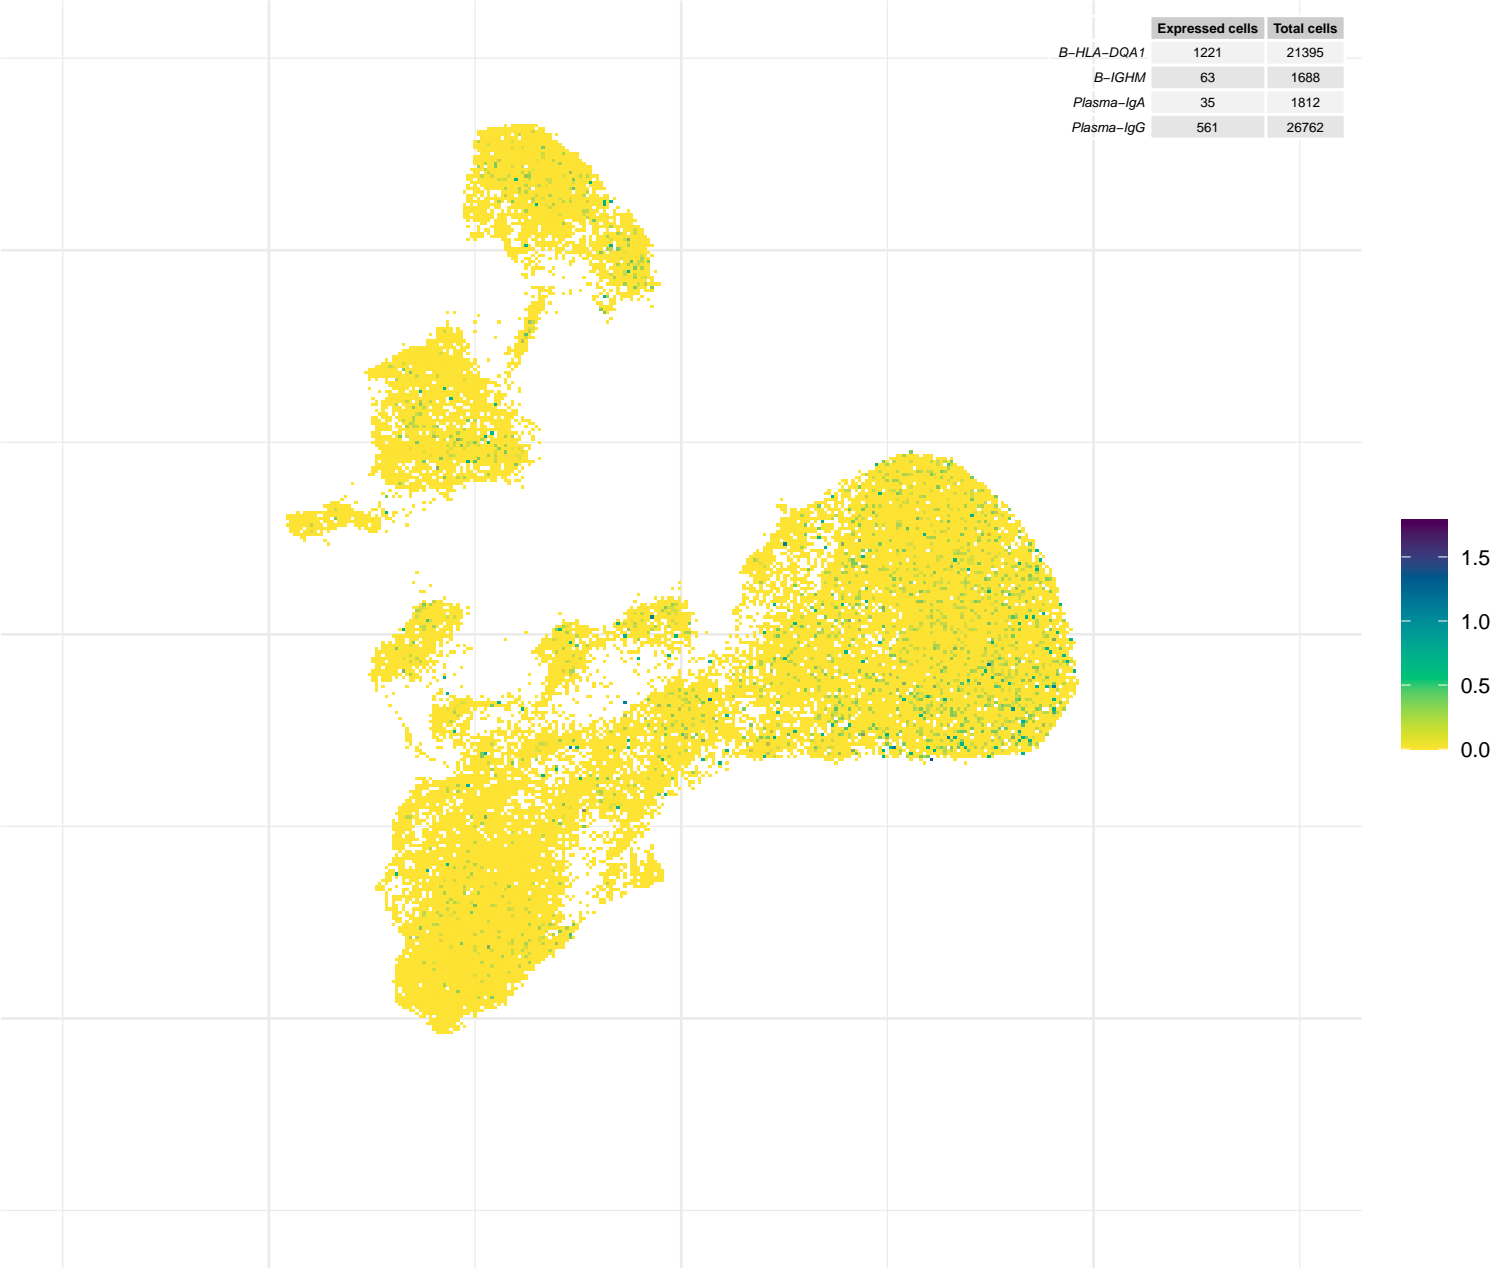 Expressed cells Total cells
B−HLA−DQA1 1221 21395
B−IGHM 63 1688
Plasma−IgA 35 1812
Plasma−IgG 561 26762
1.5
1.0
0.5
0.0